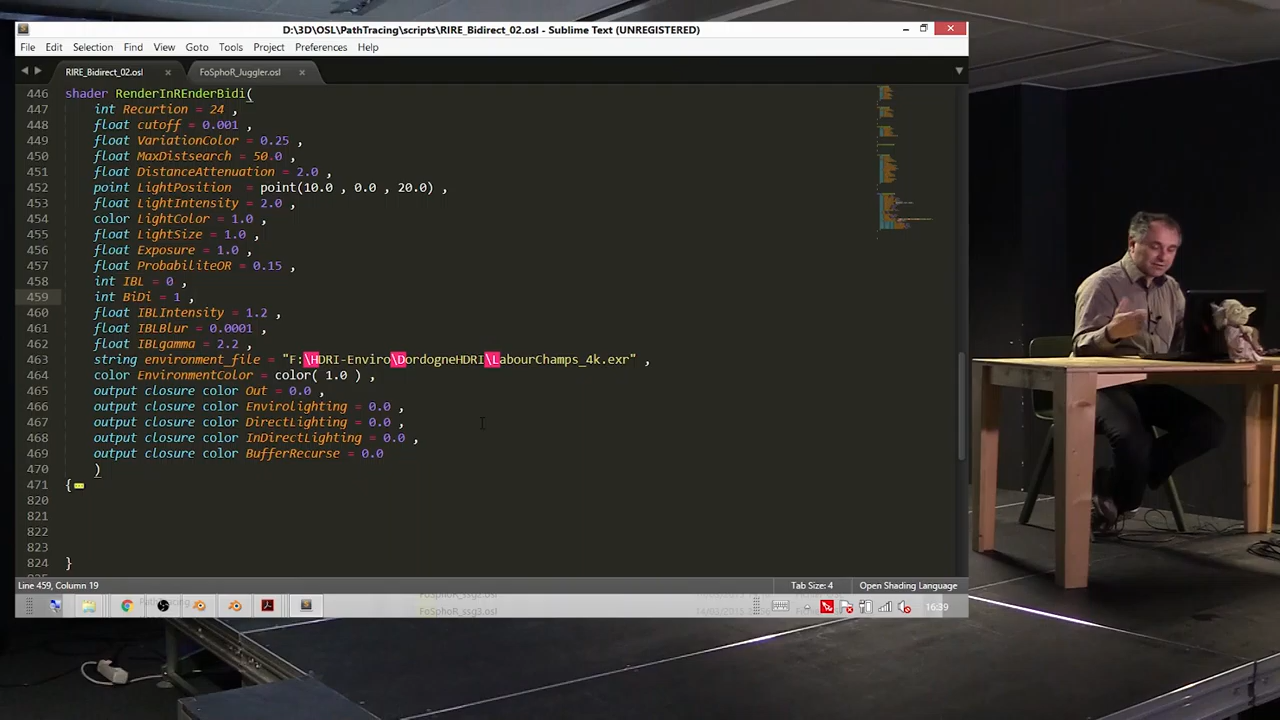 D:\3D\OSL\PathTracing\scripts\RIRE_Bidirect_02.osl - Sublime Text (UNREGISTERED)
File Edit Selection Find View Goto Tools Project Preferences Help
RIRE_Bidirect_02.osl FoSphoR_Juggler.osl
446 shader RenderInREnderBidi(
447 int Recurtion = 24 ,
448 float cutoff = 0.001 ,
449 float VariationColor = 0.25 ,
450 float MaxDistsearch = 50.0 ,
451 float DistanceAttenuation = 2.0 ,
452 point LightPosition = point(10.0 , 0.0 , 20.0) ,
453 float LightIntensity = 2.0 ,
454 color LightColor = 1.0 ,
455 float LightSize = 1.0 ,
456 float Exposure = 1.0 ,
457 float ProbabiliteOR = 0.15 ,
458 int IBL = 0 ,
459 int BiDi = 1 ,
460 float IBLIntensity = 1.2 ,
461 float IBLBlur = 0.0001 ,
462 float IBLgamma = 2.2 ,
463 string environment_file = "F:\HDRI-Enviro\DordogneHDRI\LabourChamps_4k.exr" ,
464 color EnvironmentColor = color( 1.0 ) ,
465 output closure color Out = 0.0 ,
466 output closure color Envirolighting = 0.0 ,
467 output closure color DirectLighting = 0.0 ,
468 output closure color InDirectLighting = 0.0 ,
469 output closure color BufferRecurse = 0.0
470 )
471 {
820
821
822
823
824 }
Line 459, Column 19 Tab Size: 4 Open Shading Language
PathTracing
FoSphoR_ssg2.osl
FoSphoR_ssg3.osl
16:39